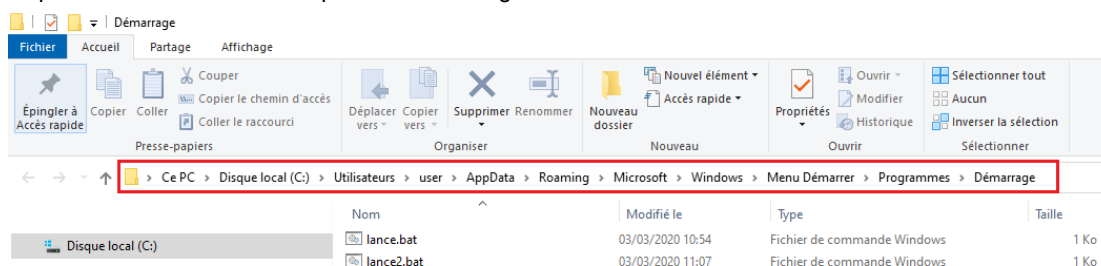 Démarrage
Fichier Accueil Partage Affichage
Épingler à Accès rapide
Copier
Coller
Couper
Copier le chemin d'accès
Coller le raccourci
Presse-papiers
Déplacer vers
Copier vers
Supprimer
Renommer
Organiser
Nouveau dossier
Nouvel élément
Accès rapide
Nouveau
Propriétés
Ouvrir
Modifier
Historique
Ouvrir
Sélectionner tout
Aucun
Inverser la sélection
Sélectionner
Ce PC > Disque local (C:) > Utilisateurs > user > AppData > Roaming > Microsoft > Windows > Menu Démarrer > Programmes > Démarrage
Nom Modifié le Type Taille
Disque local (C:)
lance.bat 03/03/2020 10:54 Fichier de commande Windows 1 Ko
lance2.bat 03/03/2020 11:07 Fichier de commande Windows 1 Ko